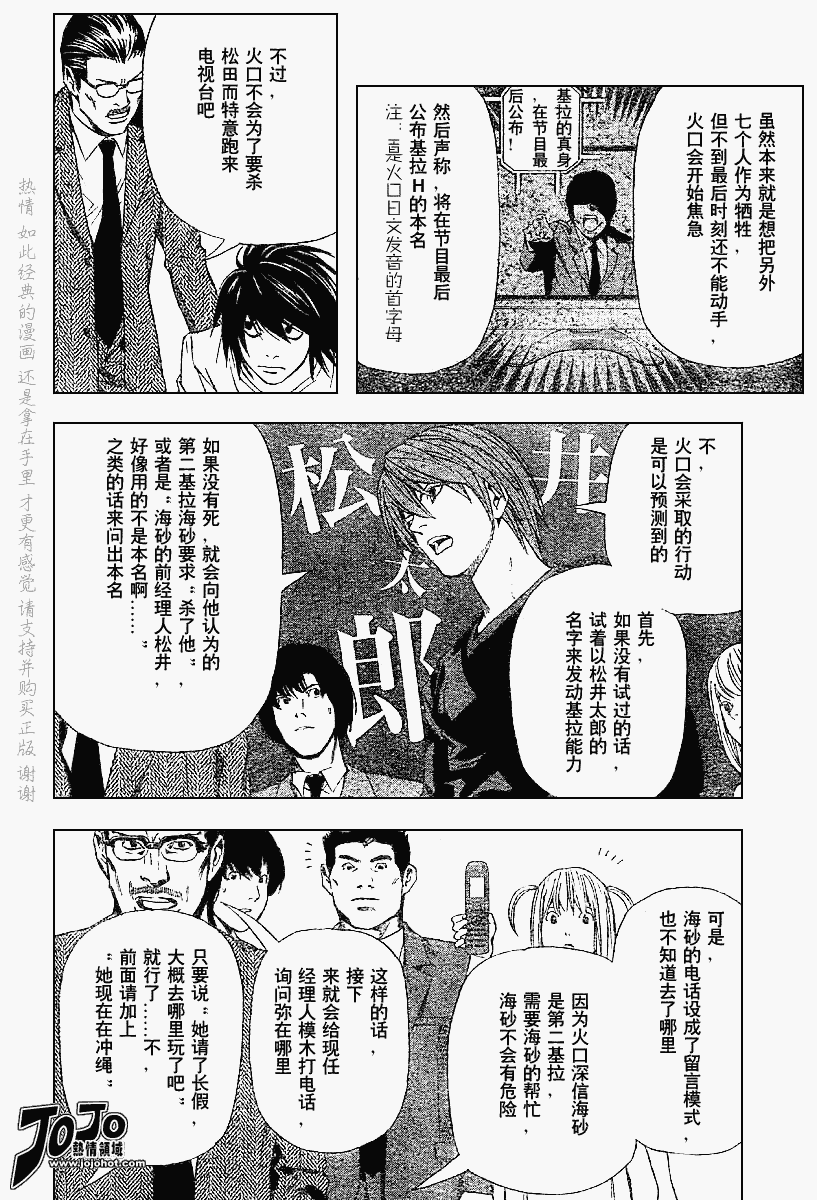 虽然本来就是想把另外
七个人作为牺牲
但不到最后时刻还不能动手，
火口会开始焦急
基拉的真身
，在节目最
后公布！
然后声称，将在节目最后
公布基拉H的本名
注：是火口日文发音的首字母
不过，
火口不会为了要杀
松田而特意跑来
电视台吧
不，
火口会采取的行动
是可以预测到的
首先，
如果没有试过的话，
试着以松井太郎的
名字来发动基拉能力
松井
太郎
如果没有死，就会向他认为的
第二基拉海砂要求“杀了他”，
或者是“海砂的前经理人松井，
好像用的不是本名啊……”
之类的话来问出本名
可是，
海砂的电话设成了留言模式，
也不知道去了哪里
因为火口深信海砂
是第二基拉，
需要海砂的帮忙
海砂不会有危险
这样的话，
接下
来就会给现任
经理人模木打电话，
询问弥在哪里
只要说“她请了长假，
大概去哪里玩了吧”
就行了……不，
前面请加上
“她现在在冲绳”
热情 如此经典的漫画 还是拿在手里 才更有感觉 请支持并购买正版 谢谢
JOJO
热情领域
www.jojohot.com